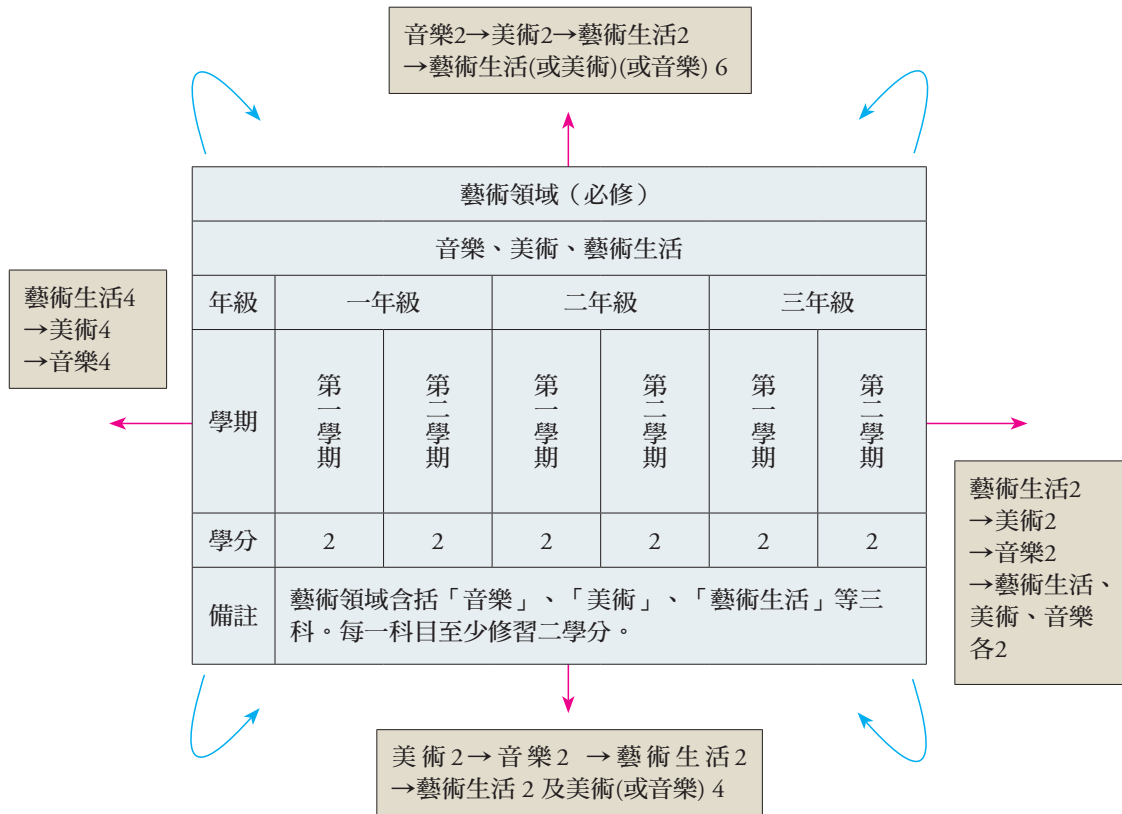 音樂2→美術2→藝術生活2
→藝術生活(或美術)(或音樂) 6
藝術領域（必修）
音樂、美術、藝術生活
年級 一年級 二年級 三年級
學期 第一學期 第二學期 第一學期 第二學期 第一學期 第二學期
學分 2 2 2 2 2 2
備註 藝術領域含括「音樂」、「美術」、「藝術生活」等三
科。每一科目至少修習二學分。
藝術生活4
→美術4
→音樂4
藝術生活2
→美術2
→音樂2
→藝術生活、
美術、音樂
各2
美術2→音樂2 →藝術生活2
→藝術生活 2 及美術(或音樂) 4